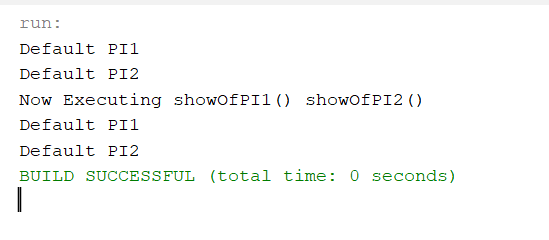 run:
Default PI1
Default PI2
Now Executing showOfPI1() showOfPI2()
Default PI1
Default PI2
BUILD SUCCESSFUL (total time: 0 seconds)